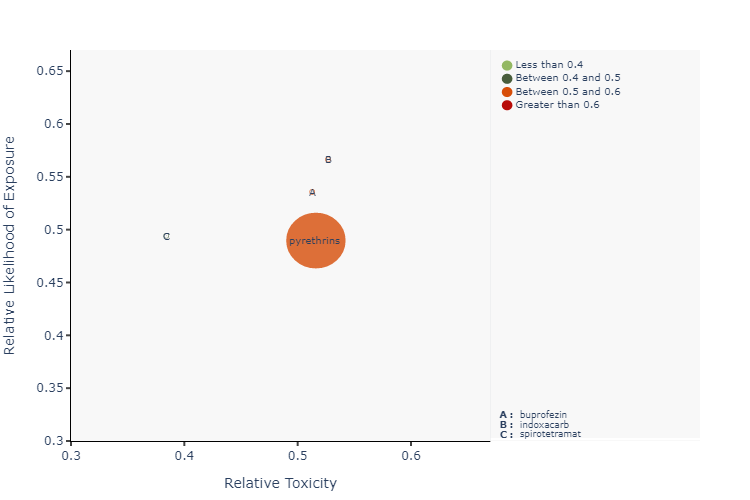 Less than 0.4
Between 0.4 and 0.5
Between 0.5 and 0.6
Greater than 0.6
0.65
0.6
0.55
0.5
0.45
0.4
0.35
0.3
Relative Likelihood of Exposure
B
A
C
pyrethrins
A : buprofezin
B : indoxacarb
C : spirotetramat
0.3 0.4 0.5 0.6
Relative Toxicity